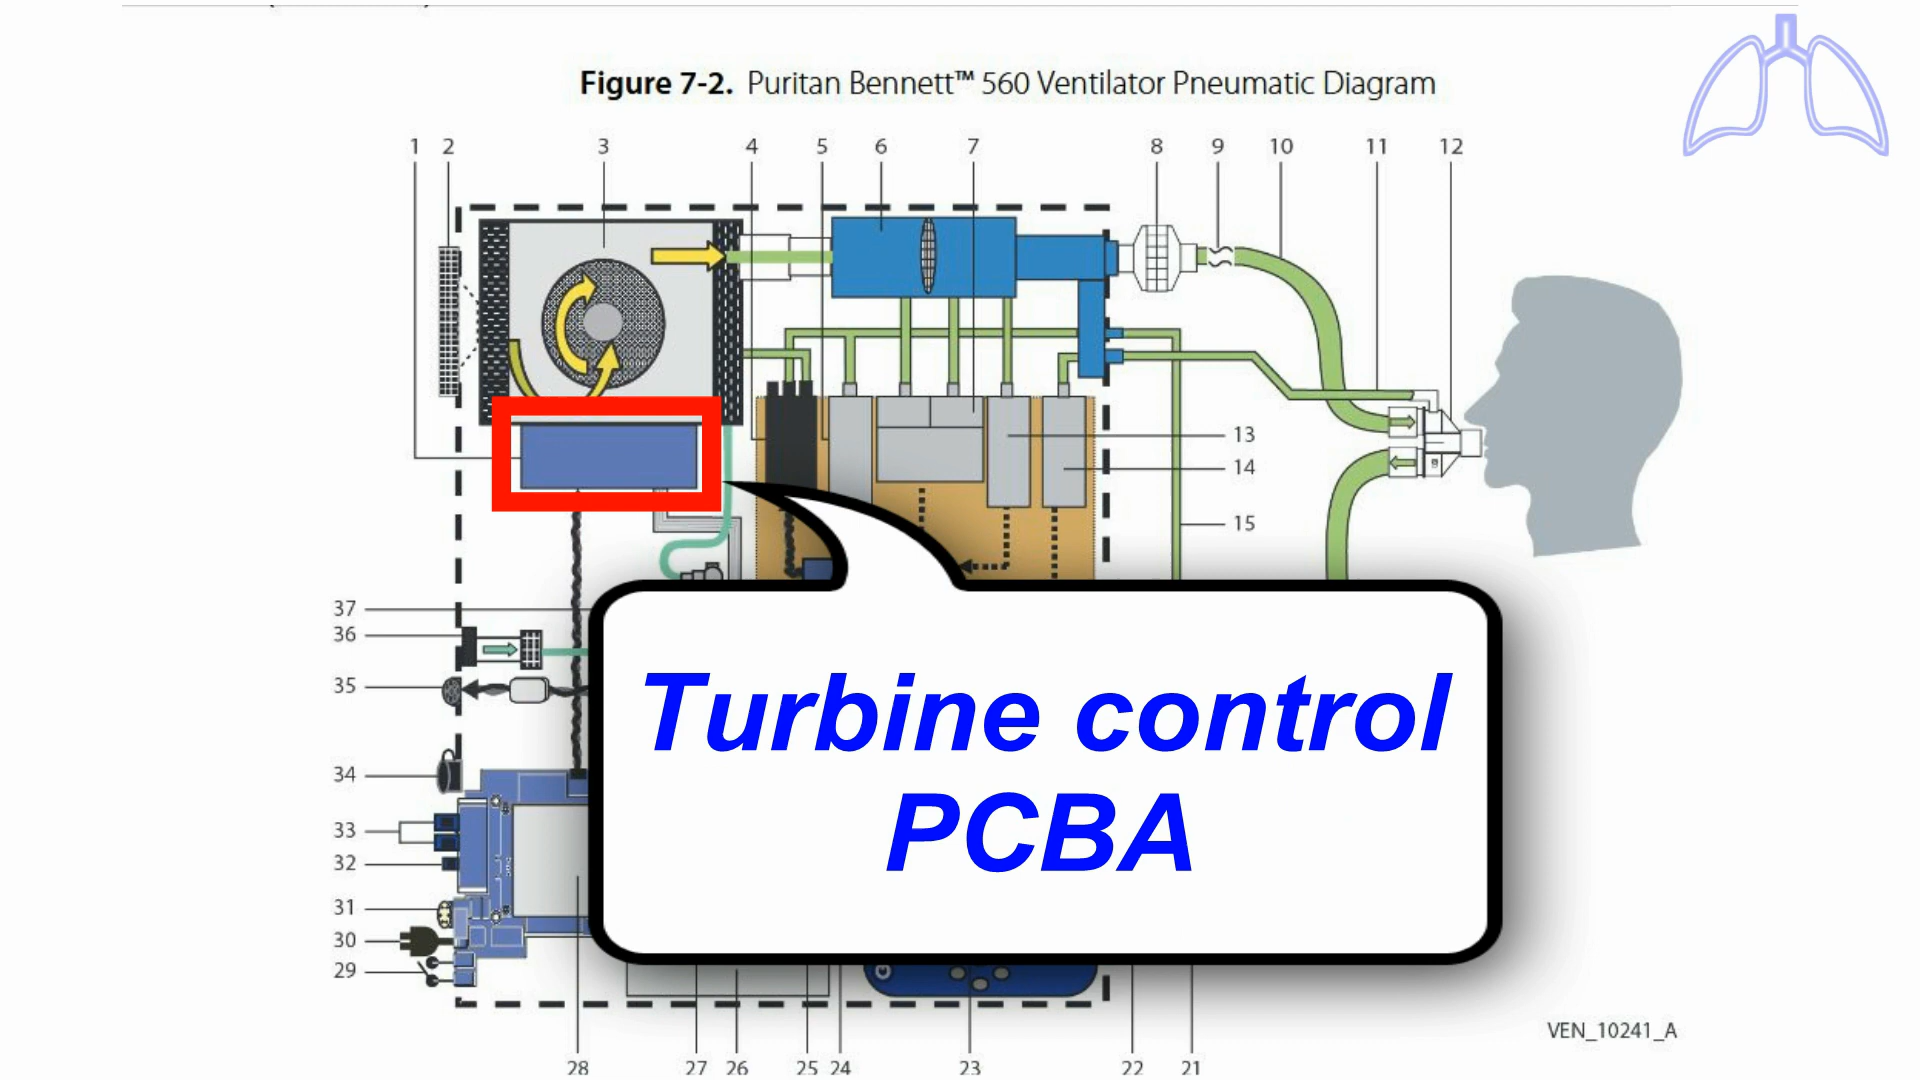 Figure 7-2. Puritan Bennett™ 560 Ventilator Pneumatic Diagram
1 2 3 4 5 6 7 8 9 10 11 12
13
14
15
37
36
35
Turbine control
PCBA
34
33
32
31
30
29
VEN_10241_A
28 27 26 25 24 23 22 21